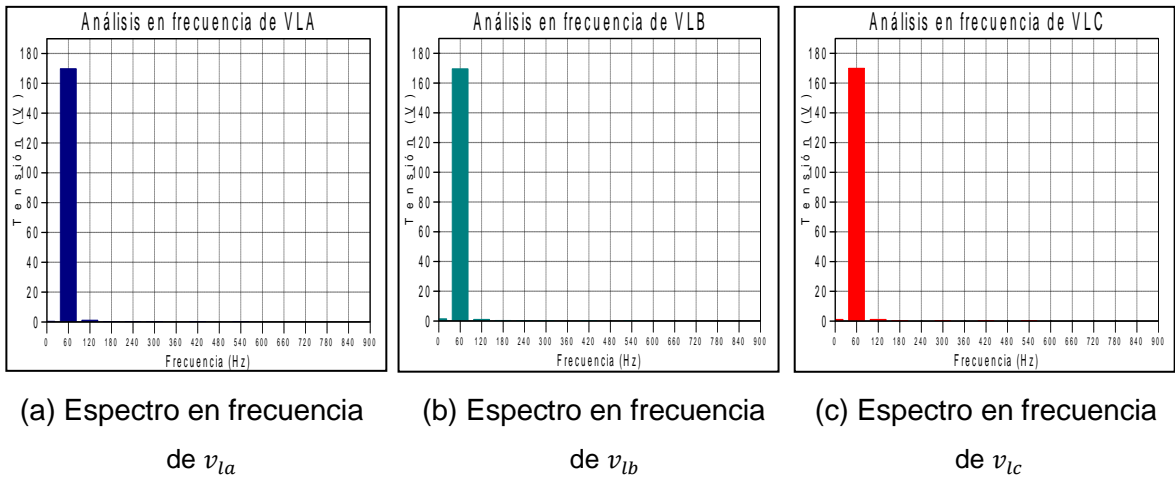 Análisis en frecuencia de VLA
Tensión (V)
180
160
140
120
100
80
60
40
20
0
0 60 120 180 240 300 360 420 480 540 600 660 720 780 840 900
Frecuencia (Hz)
(a) Espectro en frecuencia
de v_la
Análisis en frecuencia de VLB
Tensión (V)
180
160
140
120
100
80
60
40
20
0
0 60 120 180 240 300 360 420 480 540 600 660 720 780 840 900
Frecuencia (Hz)
(b) Espectro en frecuencia
de v_lb
Análisis en frecuencia de VLC
Tensión (V)
180
160
140
120
100
80
60
40
20
0
0 60 120 180 240 300 360 420 480 540 600 660 720 780 840 900
Frecuencia (Hz)
(c) Espectro en frecuencia
de v_lc